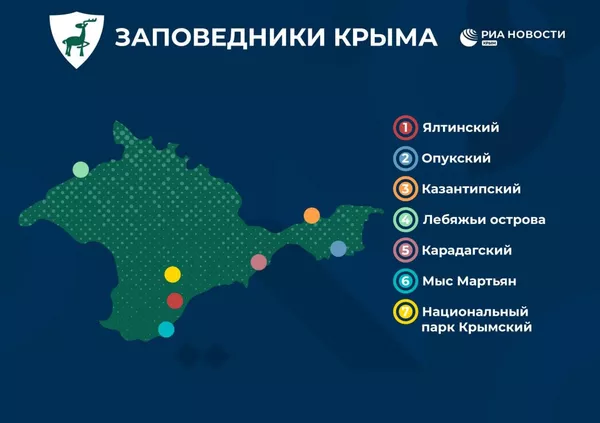 ЗАПОВЕДНИКИ КРЫМА
РИА НОВОСТИ
КРЫМ
1 Ялтинский
2 Опукский
3 Казантипский
4 Лебяжьи острова
5 Карадагский
6 Мыс Мартьян
7 Национальный
парк Крымский